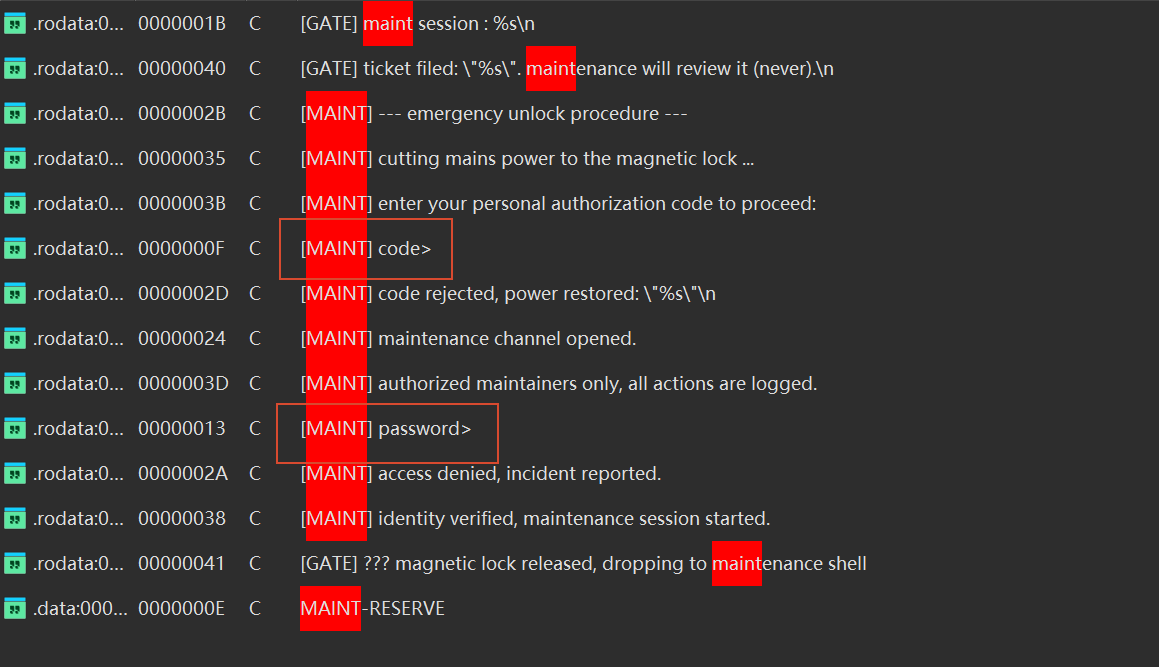 .rodata:0... 0000001B C [GATE] maint session : %s\n
.rodata:0... 00000040 C [GATE] ticket filed: \"%s\". maintenance will review it (never).\n
.rodata:0... 0000002B C [MAINT] --- emergency unlock procedure ---
.rodata:0... 00000035 C [MAINT] cutting mains power to the magnetic lock ...
.rodata:0... 0000003B C [MAINT] enter your personal authorization code to proceed:
.rodata:0... 0000000F C [MAINT] code>
.rodata:0... 0000002D C [MAINT] code rejected, power restored: \"%s\"\n
.rodata:0... 00000024 C [MAINT] maintenance channel opened.
.rodata:0... 0000003D C [MAINT] authorized maintainers only, all actions are logged.
.rodata:0... 00000013 C [MAINT] password>
.rodata:0... 0000002A C [MAINT] access denied, incident reported.
.rodata:0... 00000038 C [MAINT] identity verified, maintenance session started.
.rodata:0... 00000041 C [GATE] ??? magnetic lock released, dropping to maintenance shell
.data:000... 0000000E C MAINT-RESERVE